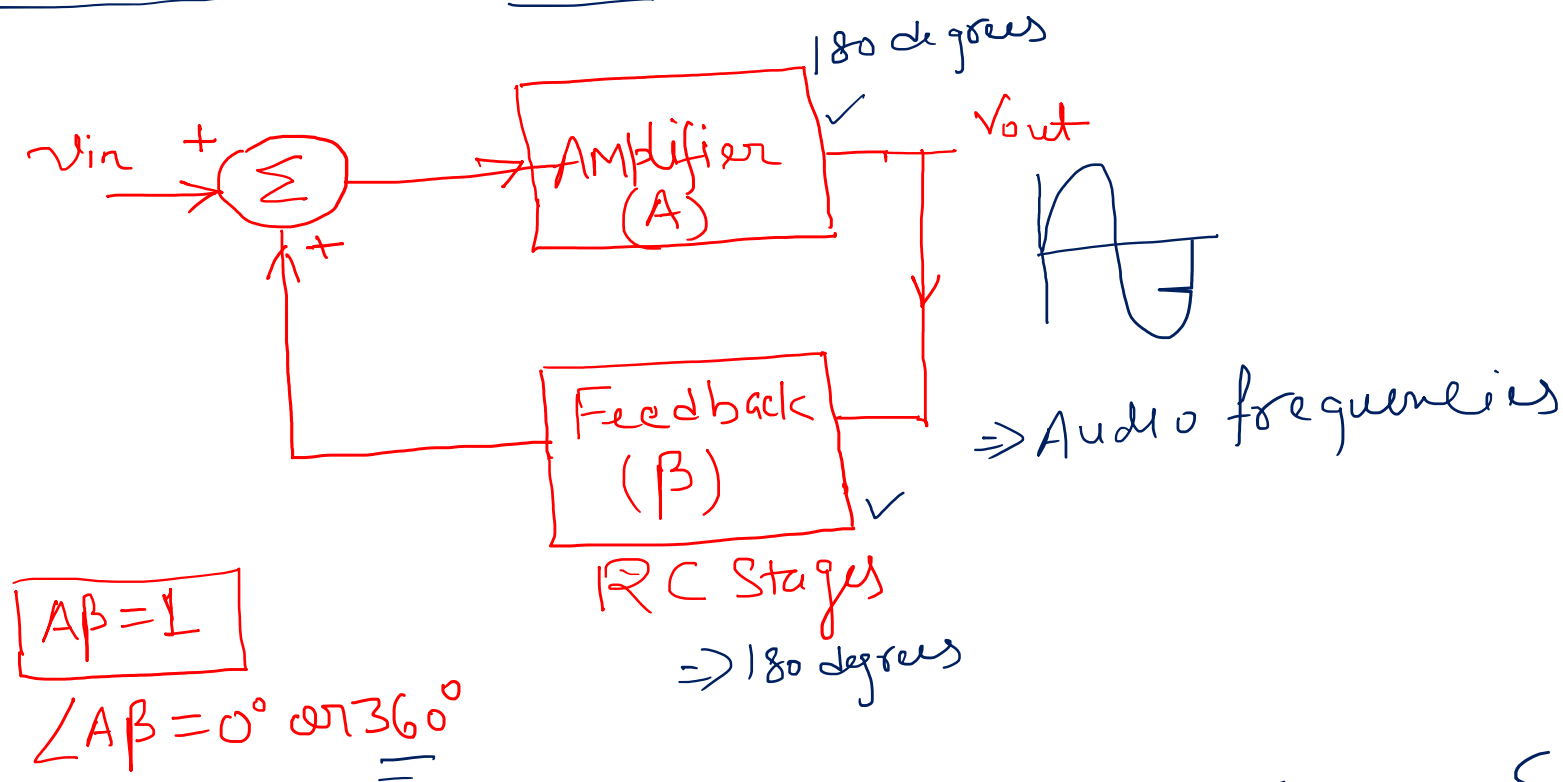 180 degrees
Vin
+
Σ
+
Amplifier
(A)
✓
Vout
Feedback
(β)
✓
⇒ Audio frequencies
RC Stages
⇒ 180 degrees
Aβ = 1
∠Aβ = 0° or 360°